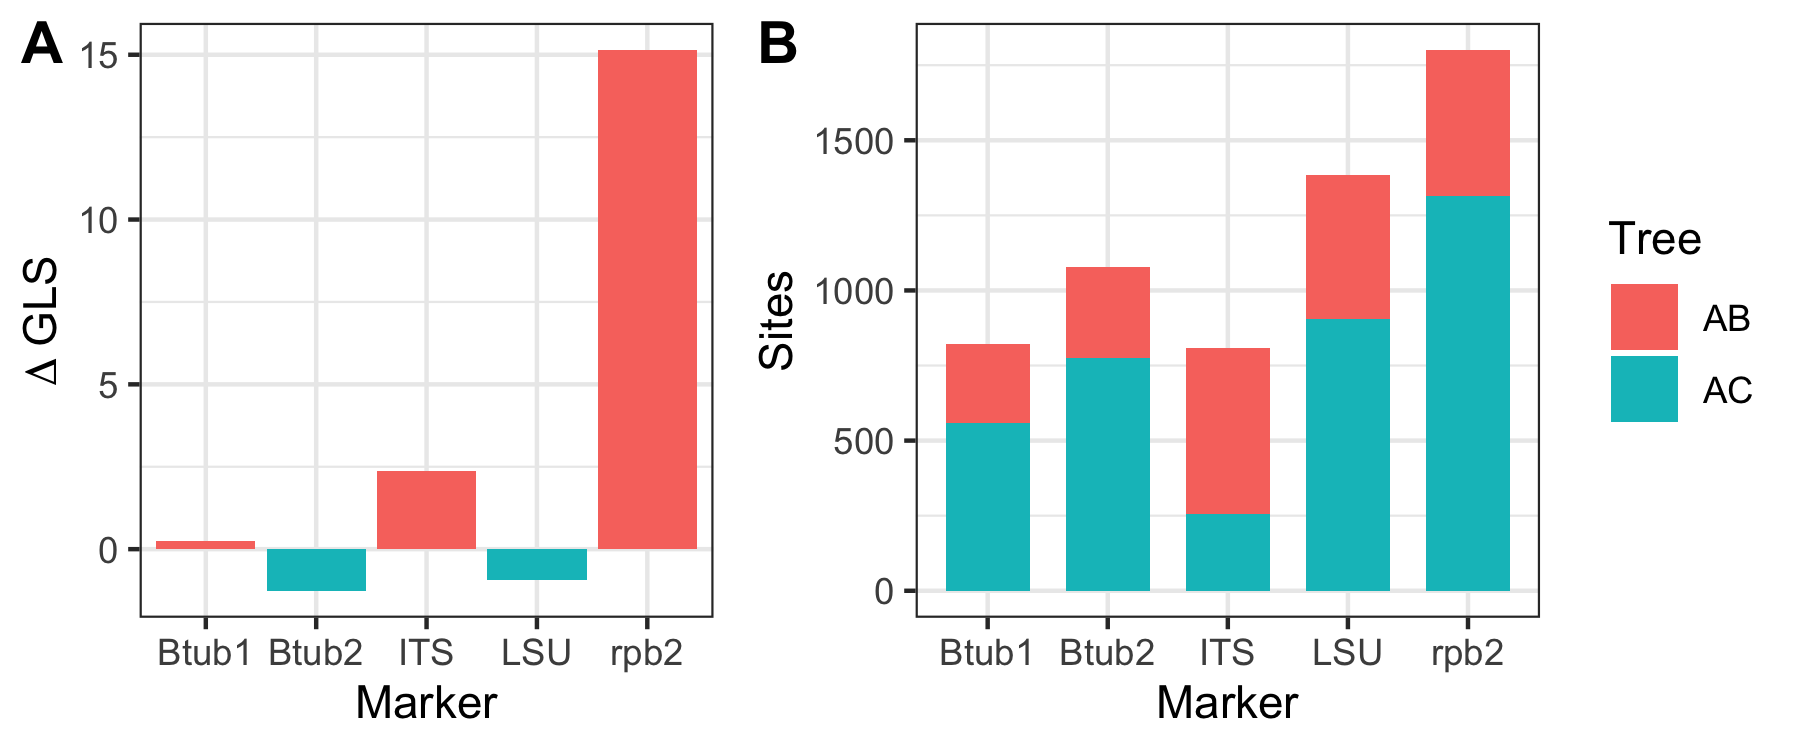 A
15
10
5
0
Δ GLS
Btub1 Btub2 ITS LSU rpb2
Marker
B
1500
1000
500
0
Sites
Btub1 Btub2 ITS LSU rpb2
Marker
Tree
AB
AC